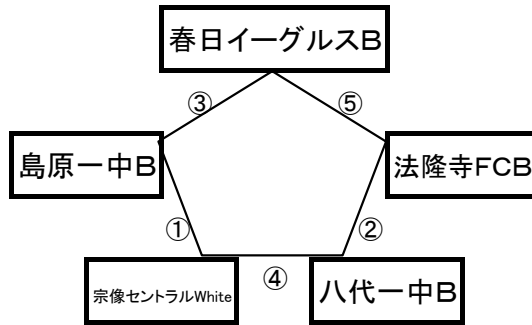 春日イーグルスB
③
⑤
島原一中B
法隆寺FCB
①
②
宗像セントラルWhite
④
八代一中B